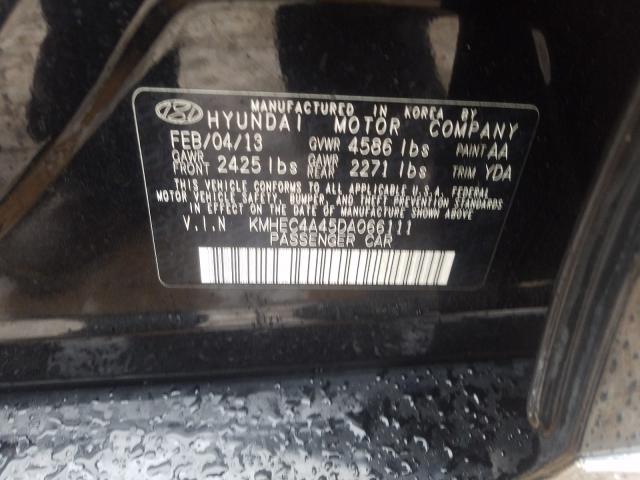 MANUFACTURED IN KOREA BY
HYUNDAI MOTOR COMPANY
FEB/04/13 GVWR 4586 lbs PAINT AA
GAWR FRONT 2425 lbs GAWR REAR 2271 lbs TRIM YDA
THIS VEHICLE CONFORMS TO ALL APPLICABLE U.S.A. FEDERAL
MOTOR VEHICLE SAFETY, BUMPER, AND THEFT PREVENTION STANDARDS
IN EFFECT ON THE DATE OF MANUFACTURE SHOWN ABOVE.
V.I.N KMHEC4A45DA066111
PASSENGER CAR